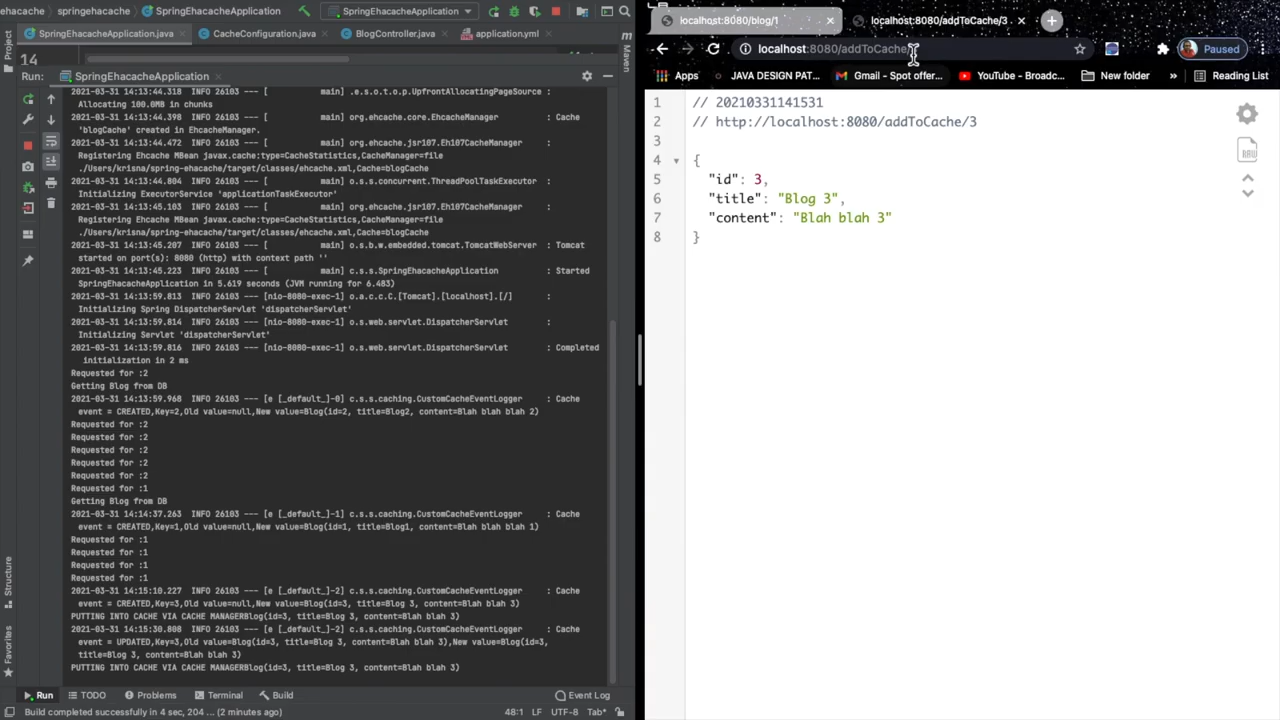 ehacache
springehacache
SpringEhacacheApplication
SpringEhacacheApplication
SpringEhacacheApplication.java
CacheConfiguration.java
BlogController.java
application.yml
Project
Maven
14
Run:
SpringEhacacheApplication
2021-03-31 14:13:44.318 INFO 26103 --- [ main] .e.s.o.t.o.p.UpfrontAllocatingPageSource :
Allocating 100.0MB in chunks
2021-03-31 14:13:44.398 INFO 26103 --- [ main] org.ehcache.core.EhcacheManager : Cache
'blogCache' created in EhcacheManager.
2021-03-31 14:13:44.472 INFO 26103 --- [ main] org.ehcache.jsr107.Eh107CacheManager :
Registering Ehcache MBean javax.cache:type=CacheStatistics,CacheManager=file
./Users/krisna/spring-ehacache/target/classes/ehcache.xml,Cache=blogCache
2021-03-31 14:13:44.804 INFO 26103 --- [ main] o.s.s.concurrent.ThreadPoolTaskExecutor :
Initializing ExecutorService 'applicationTaskExecutor'
2021-03-31 14:13:45.103 INFO 26103 --- [ main] org.ehcache.jsr107.Eh107CacheManager :
Registering Ehcache MBean javax.cache:type=CacheStatistics,CacheManager=file
./Users/krisna/spring-ehacache/target/classes/ehcache.xml,Cache=blogCache
2021-03-31 14:13:45.207 INFO 26103 --- [ main] o.s.b.w.embedded.tomcat.TomcatWebServer : Tomcat
started on port(s): 8080 (http) with context path ''
2021-03-31 14:13:45.223 INFO 26103 --- [ main] c.s.s.SpringEhacacheApplication : Started
SpringEhacacheApplication in 5.619 seconds (JVM running for 6.483)
2021-03-31 14:13:59.813 INFO 26103 --- [nio-8080-exec-1] o.a.c.c.C.[Tomcat].[localhost].[/] :
Initializing Spring DispatcherServlet 'dispatcherServlet'
2021-03-31 14:13:59.814 INFO 26103 --- [nio-8080-exec-1] o.s.web.servlet.DispatcherServlet :
Initializing Servlet 'dispatcherServlet'
2021-03-31 14:13:59.816 INFO 26103 --- [nio-8080-exec-1] o.s.web.servlet.DispatcherServlet : Completed
initialization in 2 ms
Requested for :2
Getting Blog from DB
2021-03-31 14:13:59.968 INFO 26103 --- [e [_default_]-0] c.s.s.caching.CustomCacheEventLogger : Cache
event = CREATED,Key=2,Old value=null,New value=Blog(id=2, title=Blog2, content=Blah blah blah 2)
Requested for :2
Requested for :2
Requested for :2
Requested for :2
Requested for :2
Requested for :1
Getting Blog from DB
2021-03-31 14:14:37.263 INFO 26103 --- [e [_default_]-1] c.s.s.caching.CustomCacheEventLogger : Cache
event = CREATED,Key=1,Old value=null,New value=Blog(id=1, title=Blog1, content=Blah blah blah 1)
Requested for :1
Requested for :1
Requested for :1
Requested for :1
2021-03-31 14:15:10.227 INFO 26103 --- [e [_default_]-2] c.s.s.caching.CustomCacheEventLogger : Cache
event = CREATED,Key=3,Old value=null,New value=Blog(id=3, title=Blog 3, content=Blah blah 3)
PUTTING INTO CACHE VIA CACHE MANAGERBlog(id=3, title=Blog 3, content=Blah blah 3)
2021-03-31 14:15:30.808 INFO 26103 --- [e [_default_]-2] c.s.s.caching.CustomCacheEventLogger : Cache
event = UPDATED,Key=3,Old value=Blog(id=3, title=Blog 3, content=Blah blah 3),New value=Blog(id=3,
title=Blog 3, content=Blah blah 3)
PUTTING INTO CACHE VIA CACHE MANAGERBlog(id=3, title=Blog 3, content=Blah blah 3)
Structure
Favorites
Run
TODO
Problems
Terminal
Build
Event Log
Build completed successfully in 4 sec, 204 ... (2 minutes ago)
48:1 LF UTF-8 Tab*
localhost:8080/blog/1
localhost:8080/addToCache/3
localhost:8080/addToCache/
Paused
Apps
JAVA DESIGN PAT...
Gmail - Spot offer...
YouTube - Broadc...
New folder
»
Reading List
1 // 20210331141531
2 // http://localhost:8080/addToCache/3
3
4 {
5 "id": 3,
6 "title": "Blog 3",
7 "content": "Blah blah 3"
8 }
RAW